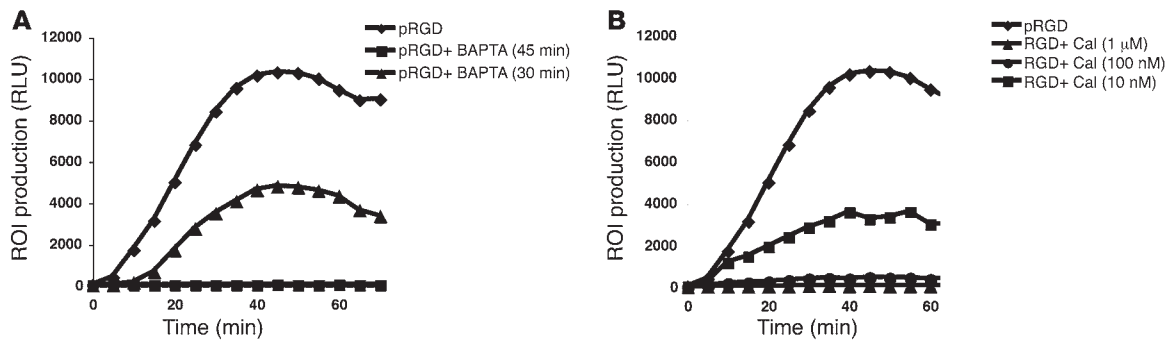 A
pRGD
pRGD+ BAPTA (45 min)
pRGD+ BAPTA (30 min)
12000
10000
8000
6000
4000
2000
0
0 20 40 60
ROI production (RLU)
Time (min)
B
pRGD
RGD+ Cal (1 μM)
RGD+ Cal (100 nM)
RGD+ Cal (10 nM)
12000
10000
8000
6000
4000
2000
0
0 20 40 60
ROI production (RLU)
Time (min)